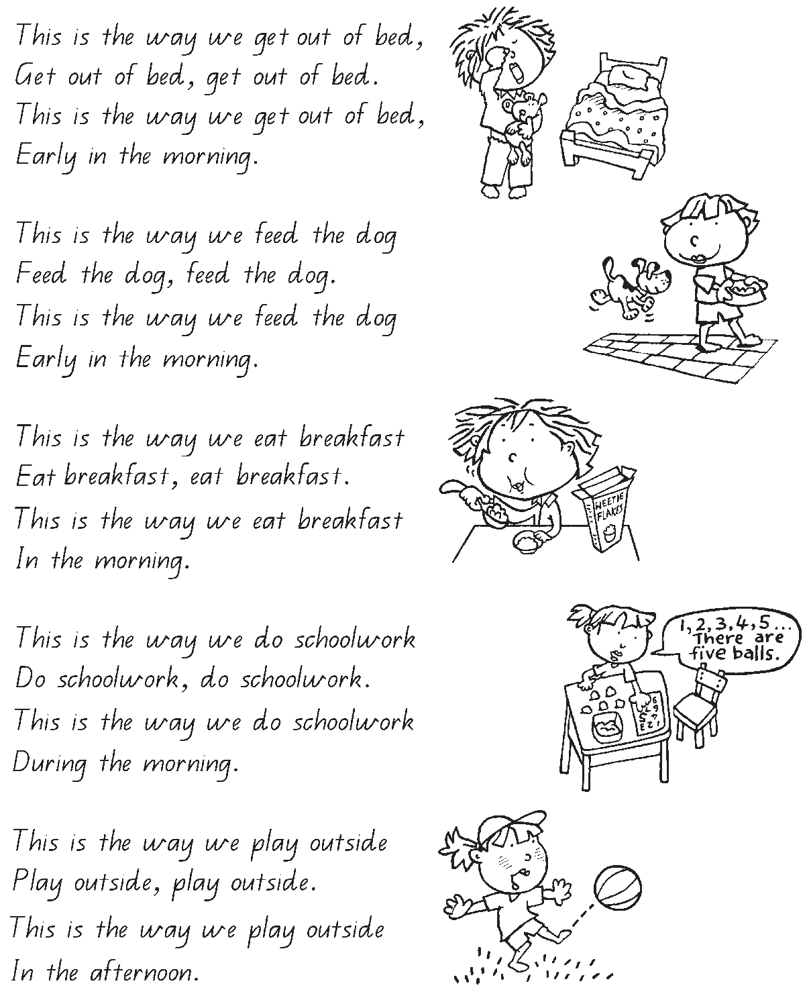 This is the way we get out of bed,
Get out of bed, get out of bed.
This is the way we get out of bed,
Early in the morning.
This is the way we feed the dog
Feed the dog, feed the dog.
This is the way we feed the dog
Early in the morning.
This is the way we eat breakfast
Eat breakfast, eat breakfast.
This is the way we eat breakfast
In the morning.
WEETIE
FLAKES
This is the way we do schoolwork
Do schoolwork, do schoolwork.
This is the way we do schoolwork
During the morning.
1, 2, 3, 4, 5 ...
There are
five balls.
This is the way we play outside
Play outside, play outside.
This is the way we play outside
In the afternoon.